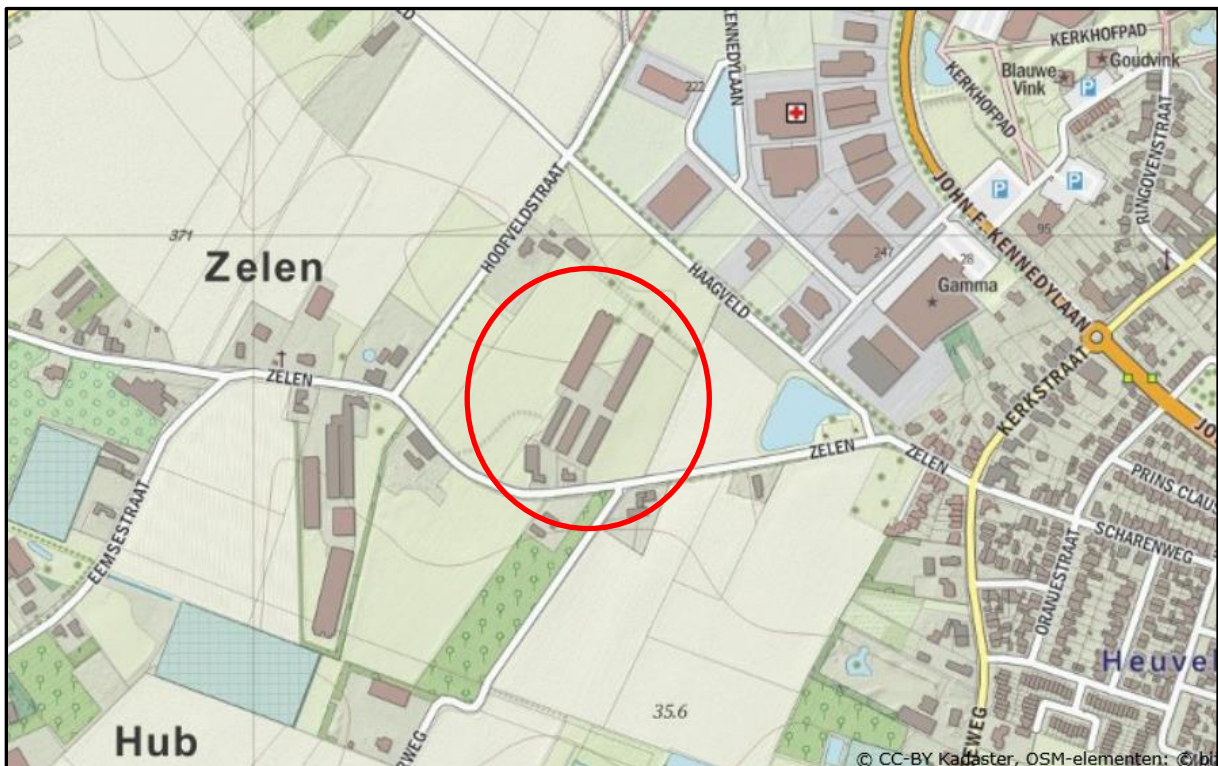 KENNEDYLAAN
KERKHOFPAD
Goudvink
Blauwe
Vink
KERKHOFPAD
RINGOVENSTRAAT
222
JOHN F. KENNEDYLAAN
HOOFVELDSTRAAT
371
Zelen
HAAGVELD
95
247
28
Gamma
ZELEN
KERKSTRAAT
ZELEN
ZELEN
PRINS CLAUS
SCHARENWEG
EEMSESTRAAT
ORANJESTRAAT
Heuvel
35.6
Hub
© CC-BY Kadaster, OSM-elementen: ©